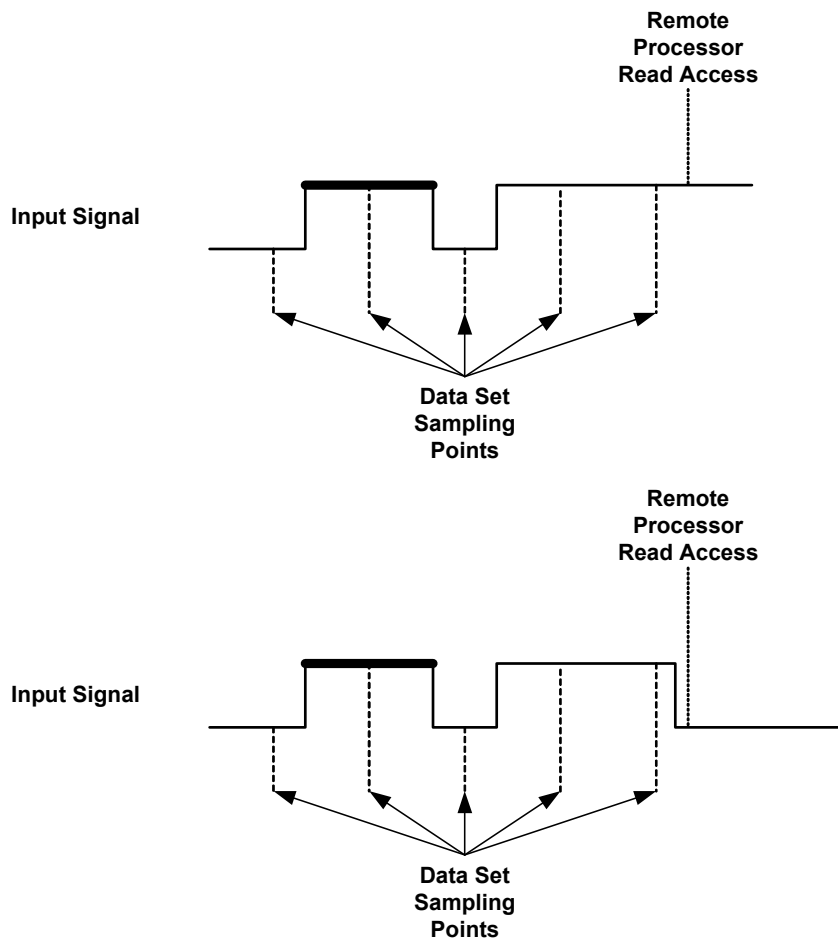 Remote
Processor
Read Access
Input Signal
Data Set
Sampling
Points
Remote
Processor
Read Access
Input Signal
Data Set
Sampling
Points